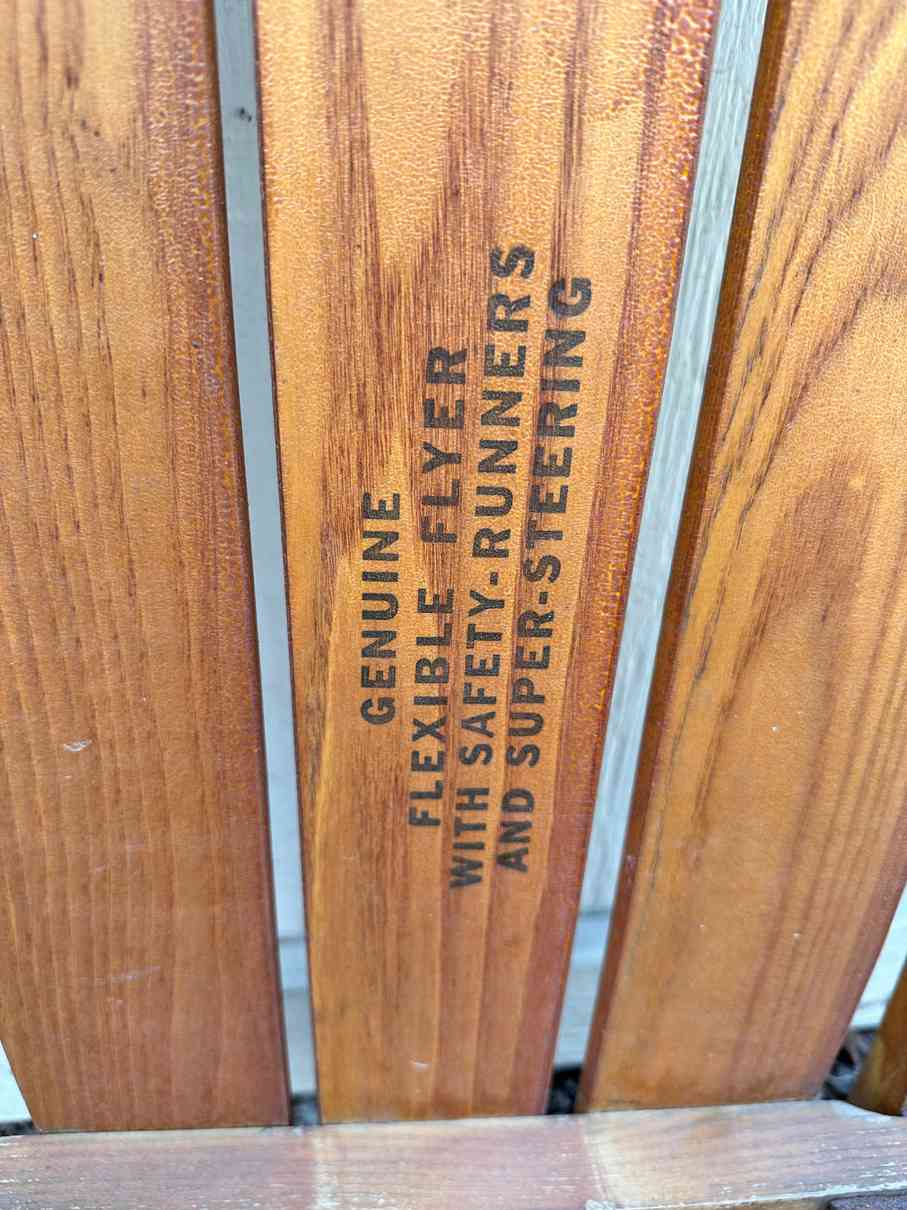 GENUINE
FLEXIBLE FLYER
WITH SAFETY-RUNNERS
AND SUPER-STEERING